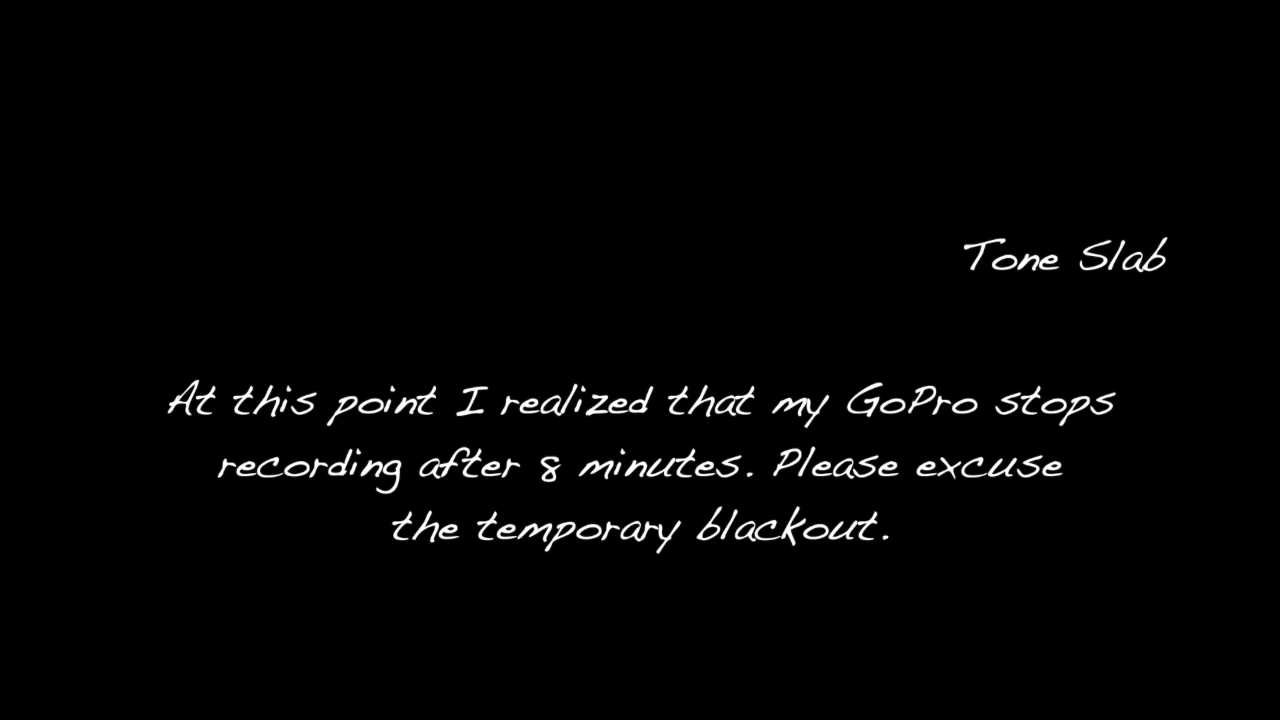 Tone Slab
At this point I realized that my GoPro stops
recording after 8 minutes. Please excuse
the temporary blackout.